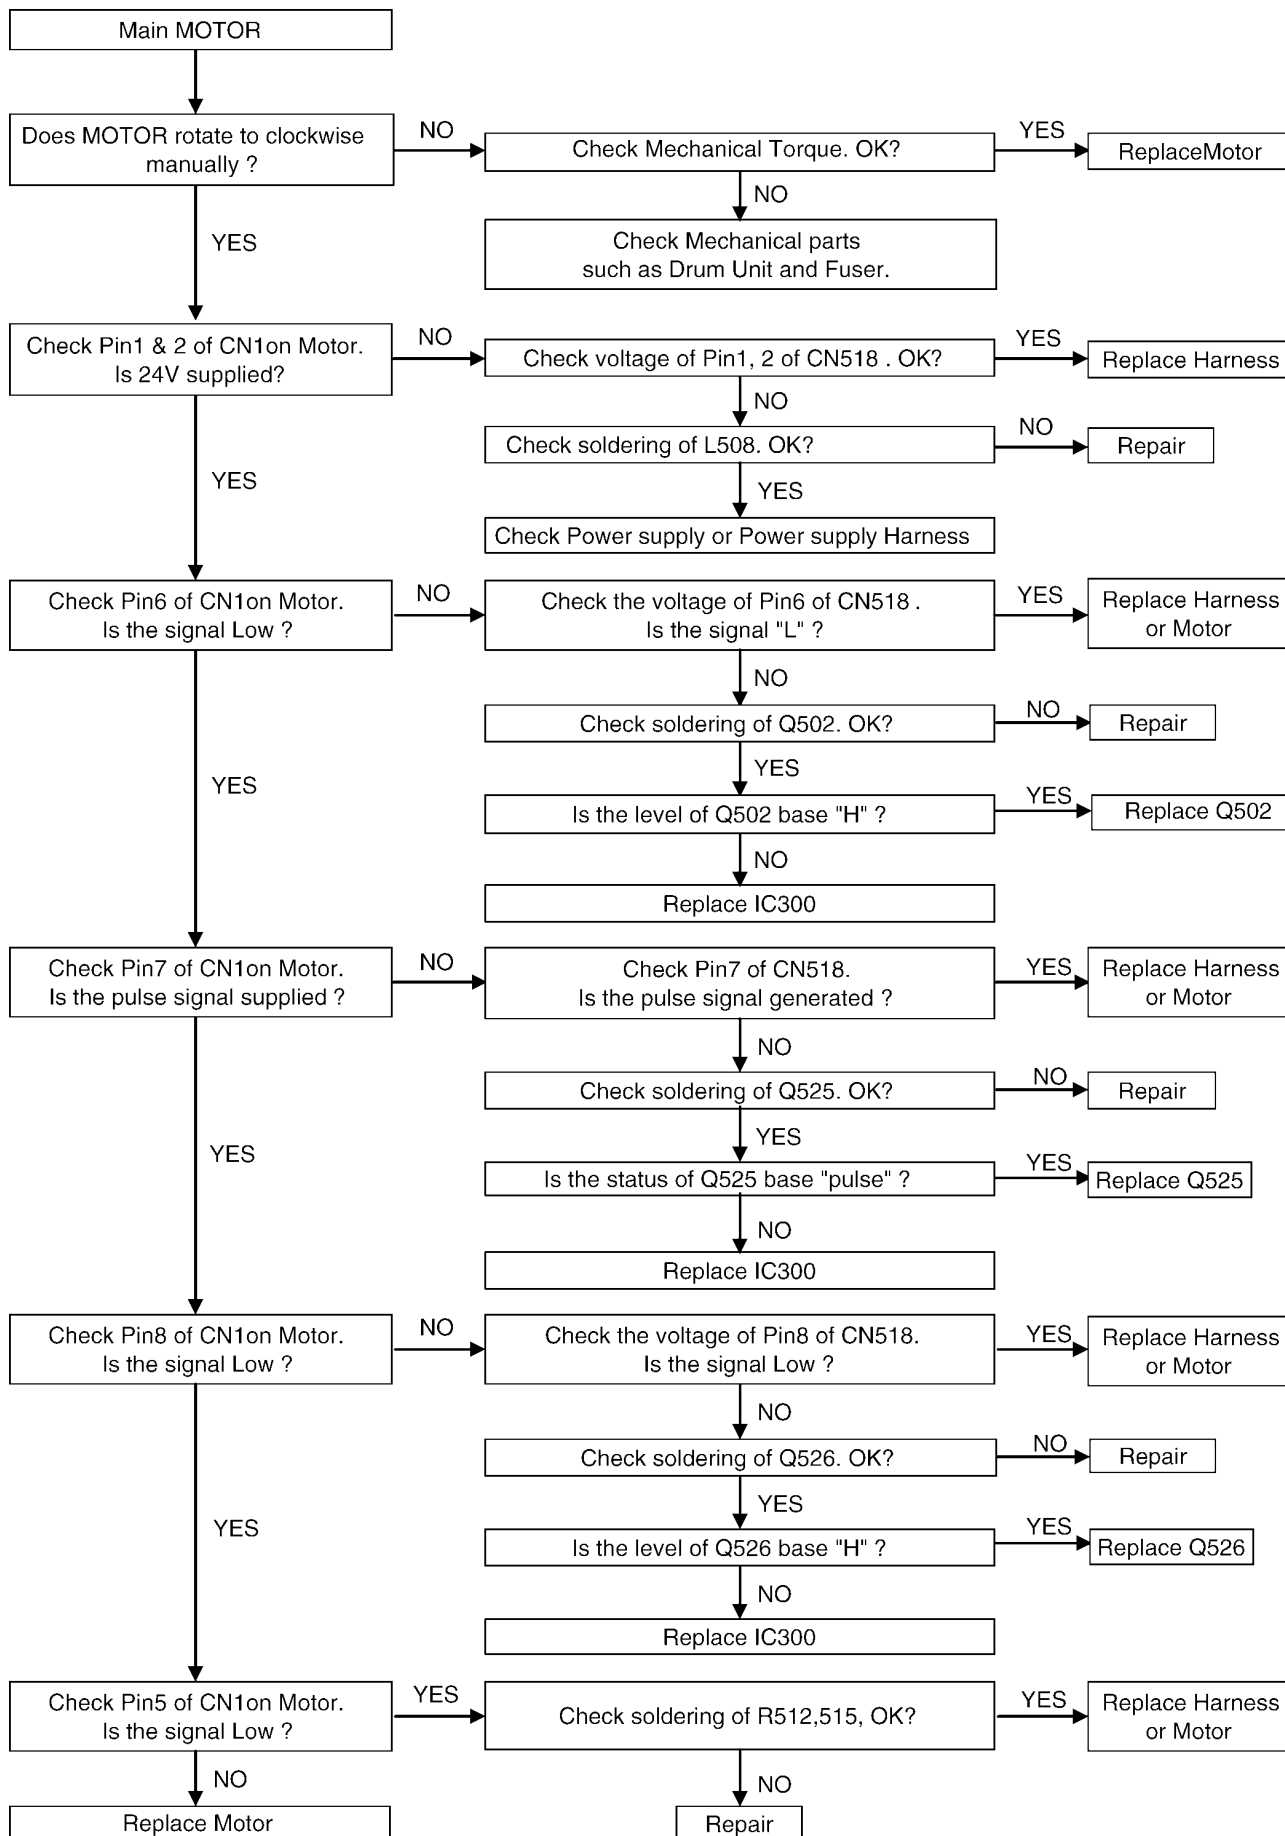 Main MOTOR
Does MOTOR rotate to clockwise
manually ?
NO
Check Mechanical Torque. OK?
YES
ReplaceMotor
NO
Check Mechanical parts
such as Drum Unit and Fuser.
YES
Check Pin1 & 2 of CN1on Motor.
Is 24V supplied?
NO
Check voltage of Pin1, 2 of CN518 . OK?
YES
Replace Harness
NO
Check soldering of L508. OK?
NO
Repair
YES
Check Power supply or Power supply Harness
YES
Check Pin6 of CN1on Motor.
Is the signal Low ?
NO
Check the voltage of Pin6 of CN518 .
Is the signal "L" ?
YES
Replace Harness
or Motor
NO
Check soldering of Q502. OK?
NO
Repair
YES
Is the level of Q502 base "H" ?
YES
Replace Q502
NO
Replace IC300
YES
Check Pin7 of CN1on Motor.
Is the pulse signal supplied ?
NO
Check Pin7 of CN518.
Is the pulse signal generated ?
YES
Replace Harness
or Motor
NO
Check soldering of Q525. OK?
NO
Repair
YES
Is the status of Q525 base "pulse" ?
YES
Replace Q525
NO
Replace IC300
YES
Check Pin8 of CN1on Motor.
Is the signal Low ?
NO
Check the voltage of Pin8 of CN518.
Is the signal Low ?
YES
Replace Harness
or Motor
NO
Check soldering of Q526. OK?
NO
Repair
YES
Is the level of Q526 base "H" ?
YES
Replace Q526
NO
Replace IC300
YES
Check Pin5 of CN1on Motor.
Is the signal Low ?
YES
Check soldering of R512,515, OK?
YES
Replace Harness
or Motor
NO
Replace Motor
NO
Repair